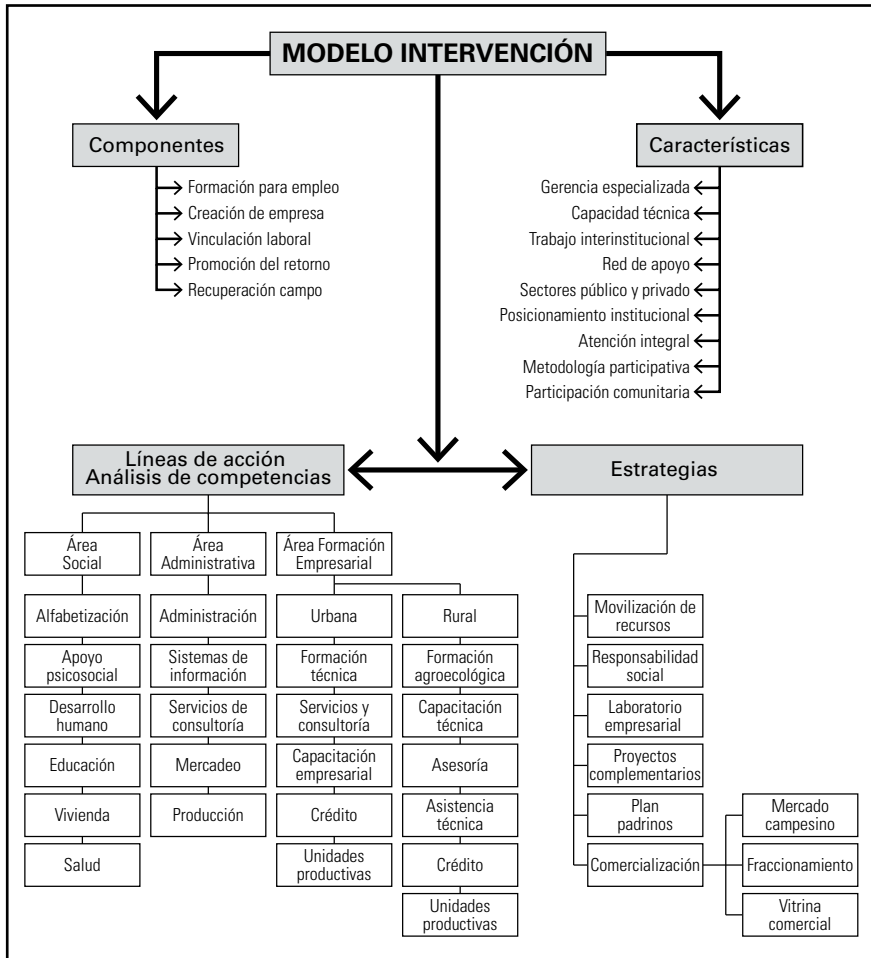 MODELO INTERVENCIÓN
Componentes
Formación para empleo
Creación de empresa
Vinculación laboral
Promoción del retorno
Recuperación campo
Características
Gerencia especializada
Capacidad técnica
Trabajo interinstitucional
Red de apoyo
Sectores público y privado
Posicionamiento institucional
Atención integral
Metodología participativa
Participación comunitaria
Líneas de acción
Análisis de competencias
Área
Social
Alfabetización
Apoyo
psicosocial
Desarrollo
humano
Educación
Vivienda
Salud
Área
Administrativa
Administración
Sistemas de
información
Servicios de
consultoría
Mercadeo
Producción
Área Formación
Empresarial
Urbana
Formación
técnica
Servicios y
consultoría
Capacitación
empresarial
Crédito
Unidades
productivas
Rural
Formación
agroecológica
Capacitación
técnica
Asesoría
Asistencia
técnica
Crédito
Unidades
productivas
Estrategias
Movilización de
recursos
Responsabilidad
social
Laboratorio
empresarial
Proyectos
complementarios
Plan
padrinos
Comercialización
Mercado
campesino
Fraccionamiento
Vitrina
comercial